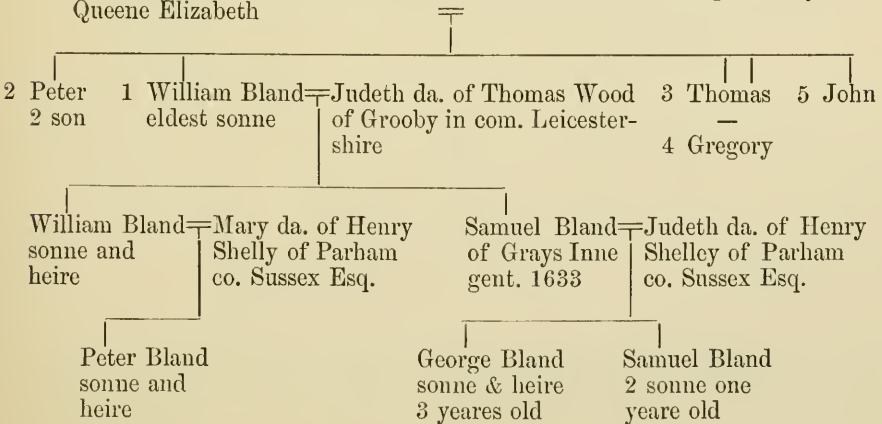 Queene Elizabeth
2 Peter
2 son
1 William Bland
eldest sonne
Judeth da. of Thomas Wood
of Grooby in com. Leicester-
shire
3 Thomas
—
4 Gregory
5 John
William Bland
sonne and
heire
Mary da. of Henry
Shelly of Parham
co. Sussex Esq.
Samuel Bland
of Grays Inne
gent. 1633
Judeth da. of Henry
Shelley of Parham
co. Sussex Esq.
Peter Bland
sonne and
heire
George Bland
sonne & heire
3 yeares old
Samuel Bland
2 sonne one
yeare old